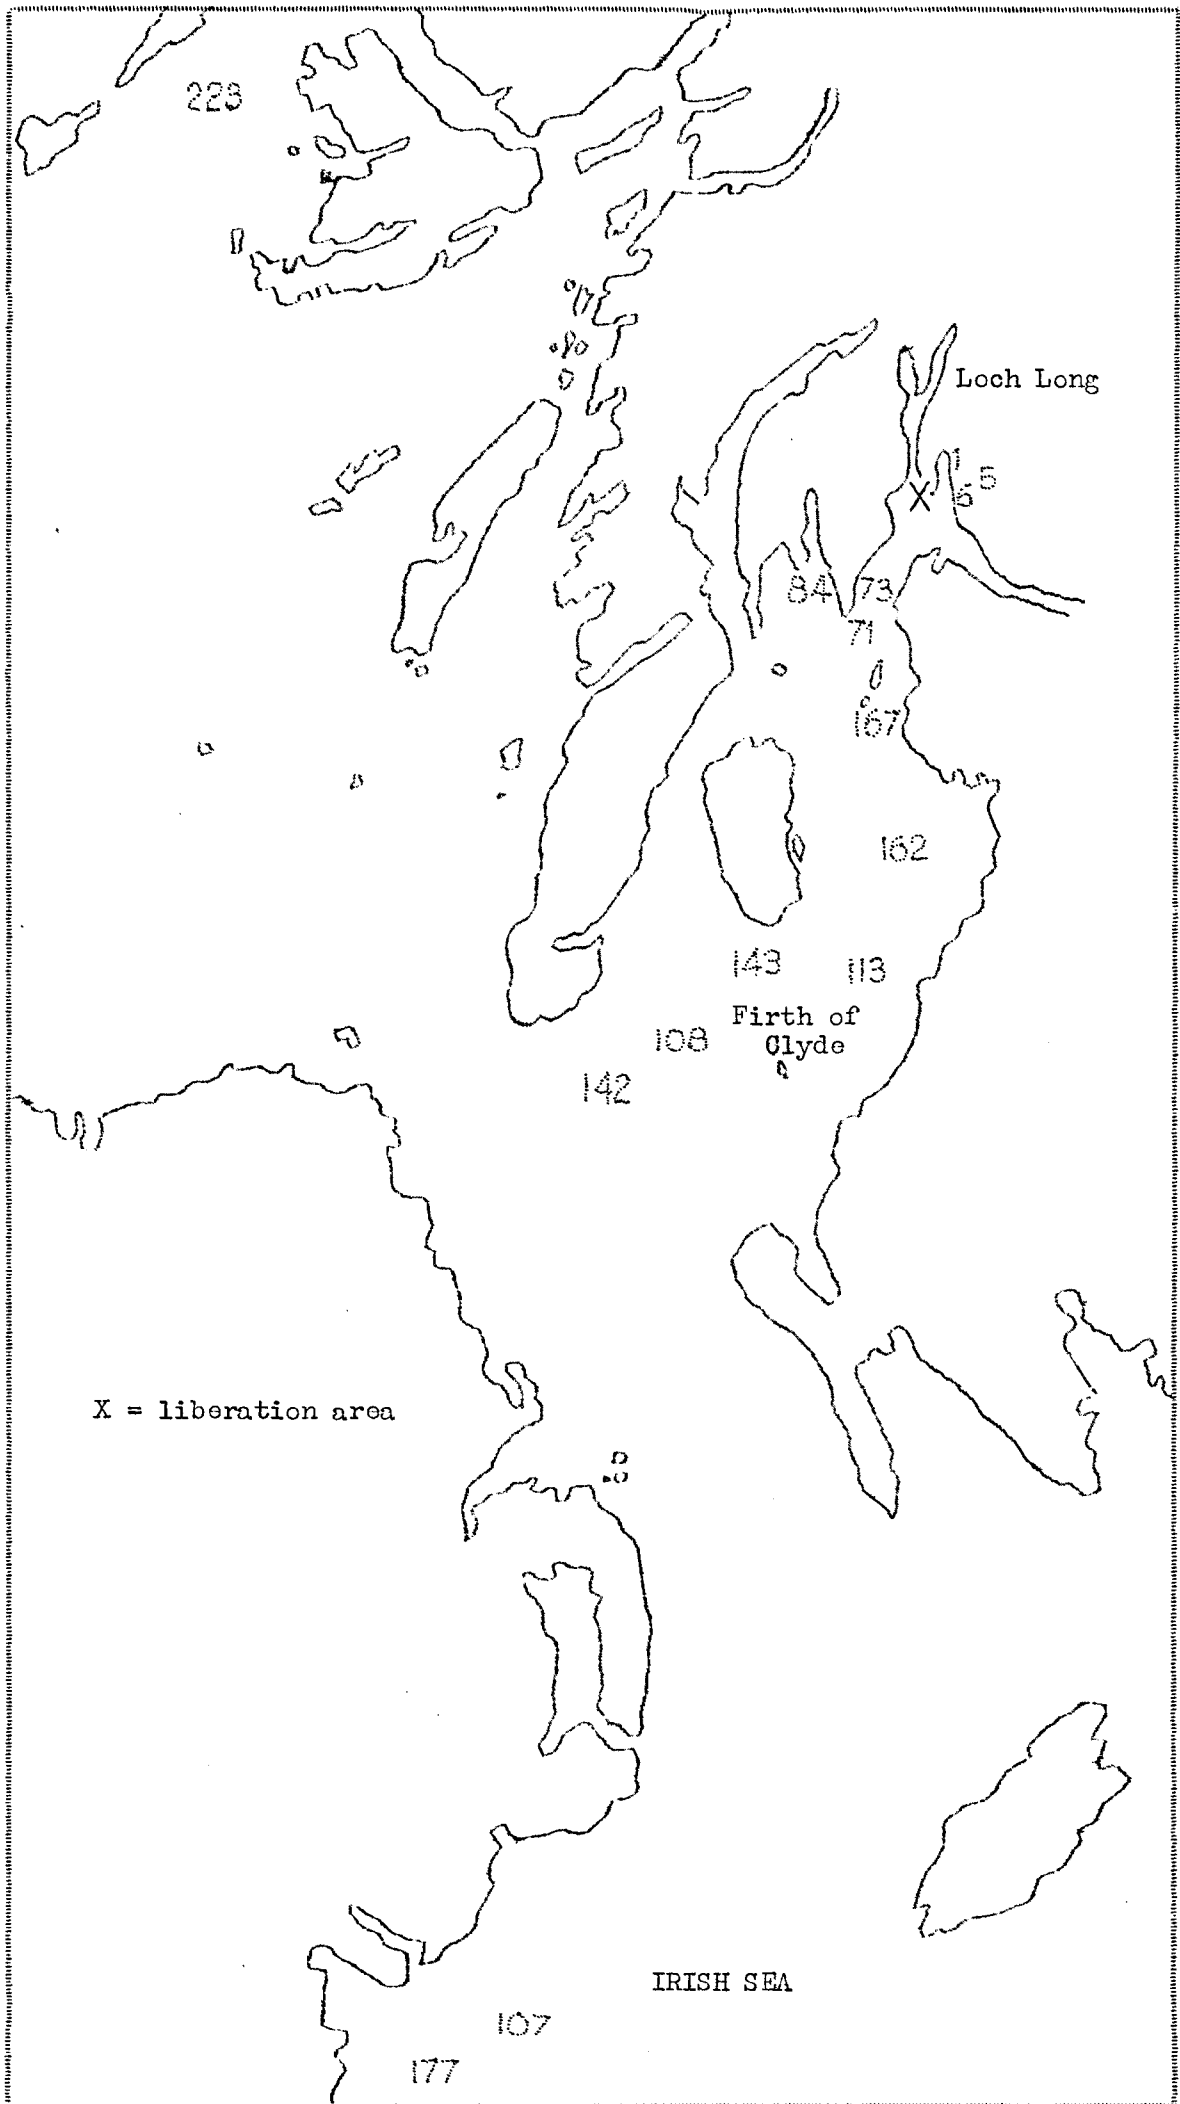 223
Loch Long
1
5
X
6
84
73
71
167
162
143
113
Firth of
Clyde
108
142
X = liberation area
IRISH SEA
107
177